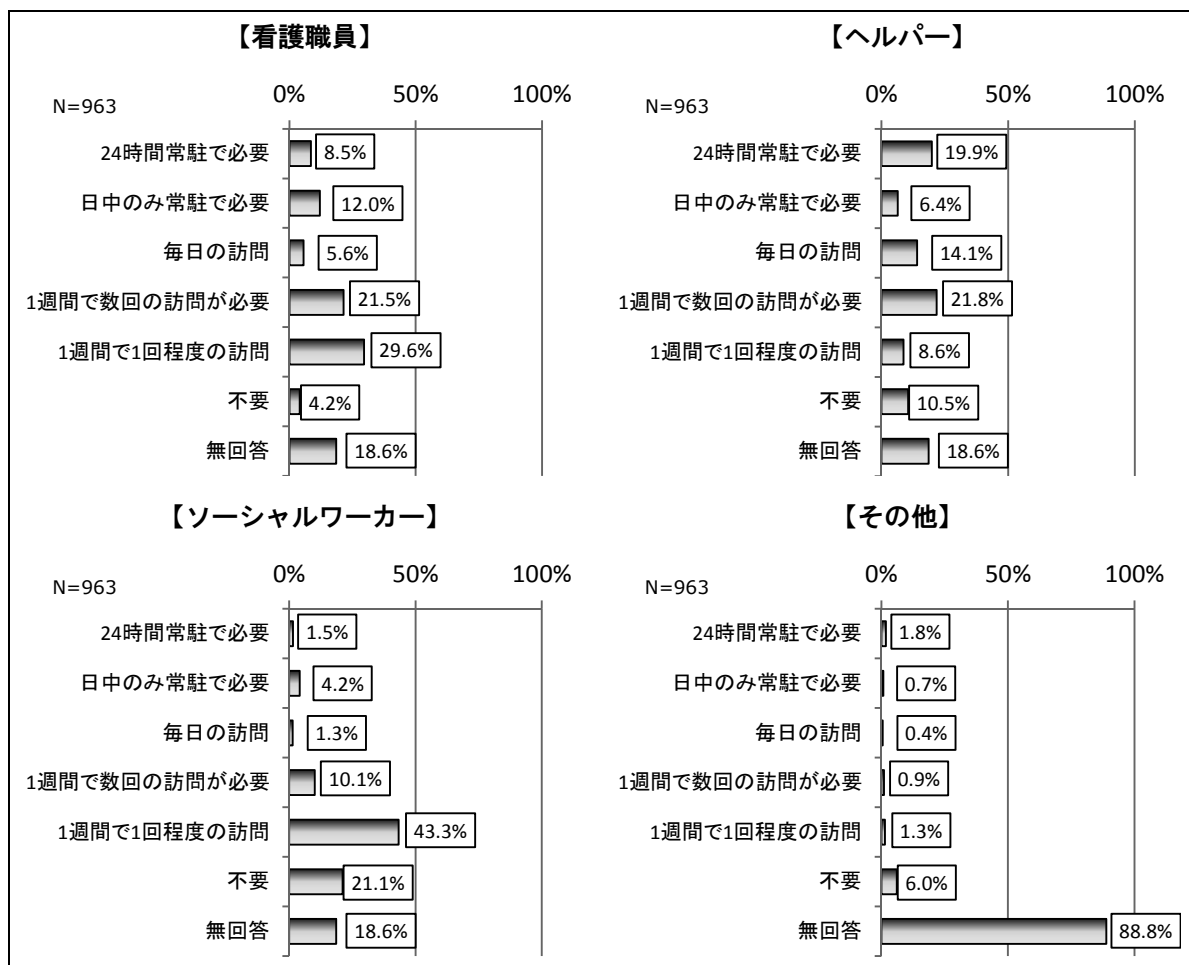 【看護職員】
0% 50% 100%
N=963
24時間常駐で必要 8.5%
日中のみ常駐で必要 12.0%
毎日の訪問 5.6%
1週間で数回の訪問が必要 21.5%
1週間で1回程度の訪問 29.6%
不要 4.2%
無回答 18.6%
【ヘルパー】
0% 50% 100%
N=963
24時間常駐で必要 19.9%
日中のみ常駐で必要 6.4%
毎日の訪問 14.1%
1週間で数回の訪問が必要 21.8%
1週間で1回程度の訪問 8.6%
不要 10.5%
無回答 18.6%
【ソーシャルワーカー】
0% 50% 100%
N=963
24時間常駐で必要 1.5%
日中のみ常駐で必要 4.2%
毎日の訪問 1.3%
1週間で数回の訪問が必要 10.1%
1週間で1回程度の訪問 43.3%
不要 21.1%
無回答 18.6%
【その他】
0% 50% 100%
N=963
24時間常駐で必要 1.8%
日中のみ常駐で必要 0.7%
毎日の訪問 0.4%
1週間で数回の訪問が必要 0.9%
1週間で1回程度の訪問 1.3%
不要 6.0%
無回答 88.8%